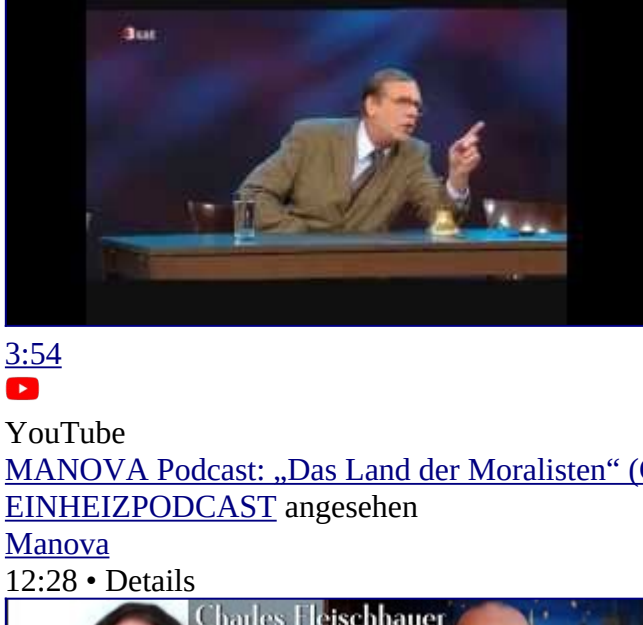 3sat
3:54
YouTube
MANOVA Podcast: „Das Land der Moralisten“ (
EINHEIZPODCAST angesehen
Manova
12:28 • Details
Charles Fleischhauer